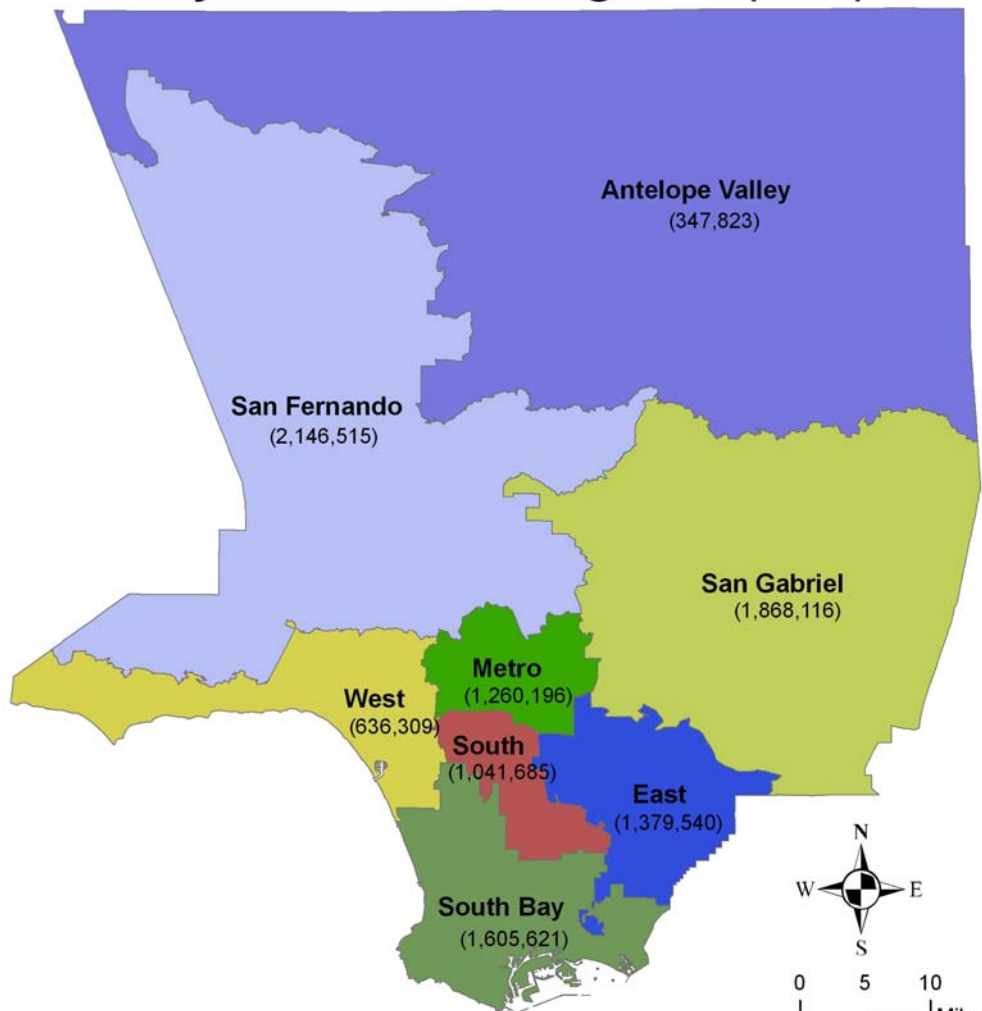 Antelope Valley
(347,823)
San Fernando
(2,146,515)
San Gabriel
(1,868,116)
Metro
(1,260,196)
West
(636,309)
South
(1,041,685)
East
(1,379,540)
South Bay
(1,605,621)
N
W E
S
0 5 10